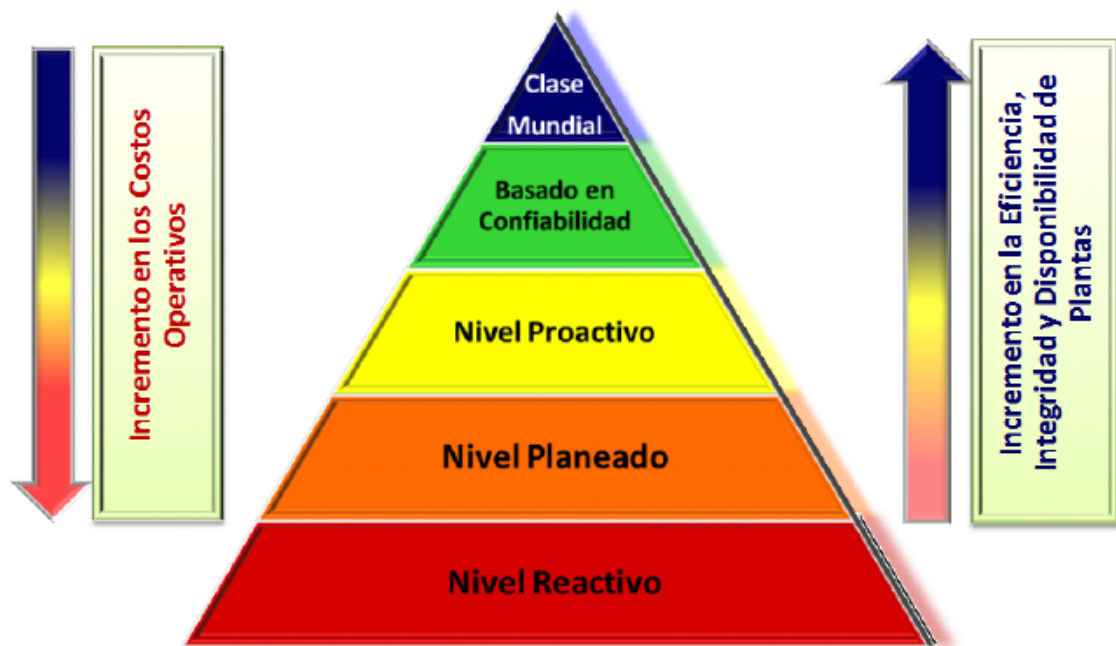 Incremento en los Costos
Operativos
Clase
Mundial
Basado en
Confiabilidad
Nivel Proactivo
Nivel Planeado
Nivel Reactivo
Incremento en la Eficiencia,
Integridad y Disponibilidad de
Plantas